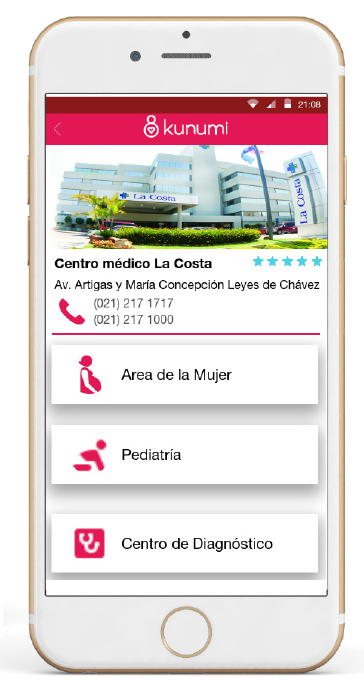 21:08
kunumi
La Costa
La Costa
Centro médico La Costa
Av. Artigas y María Concepción Leyes de Chávez
(021) 217 1717
(021) 217 1000
Area de la Mujer
Pediatría
Centro de Diagnóstico